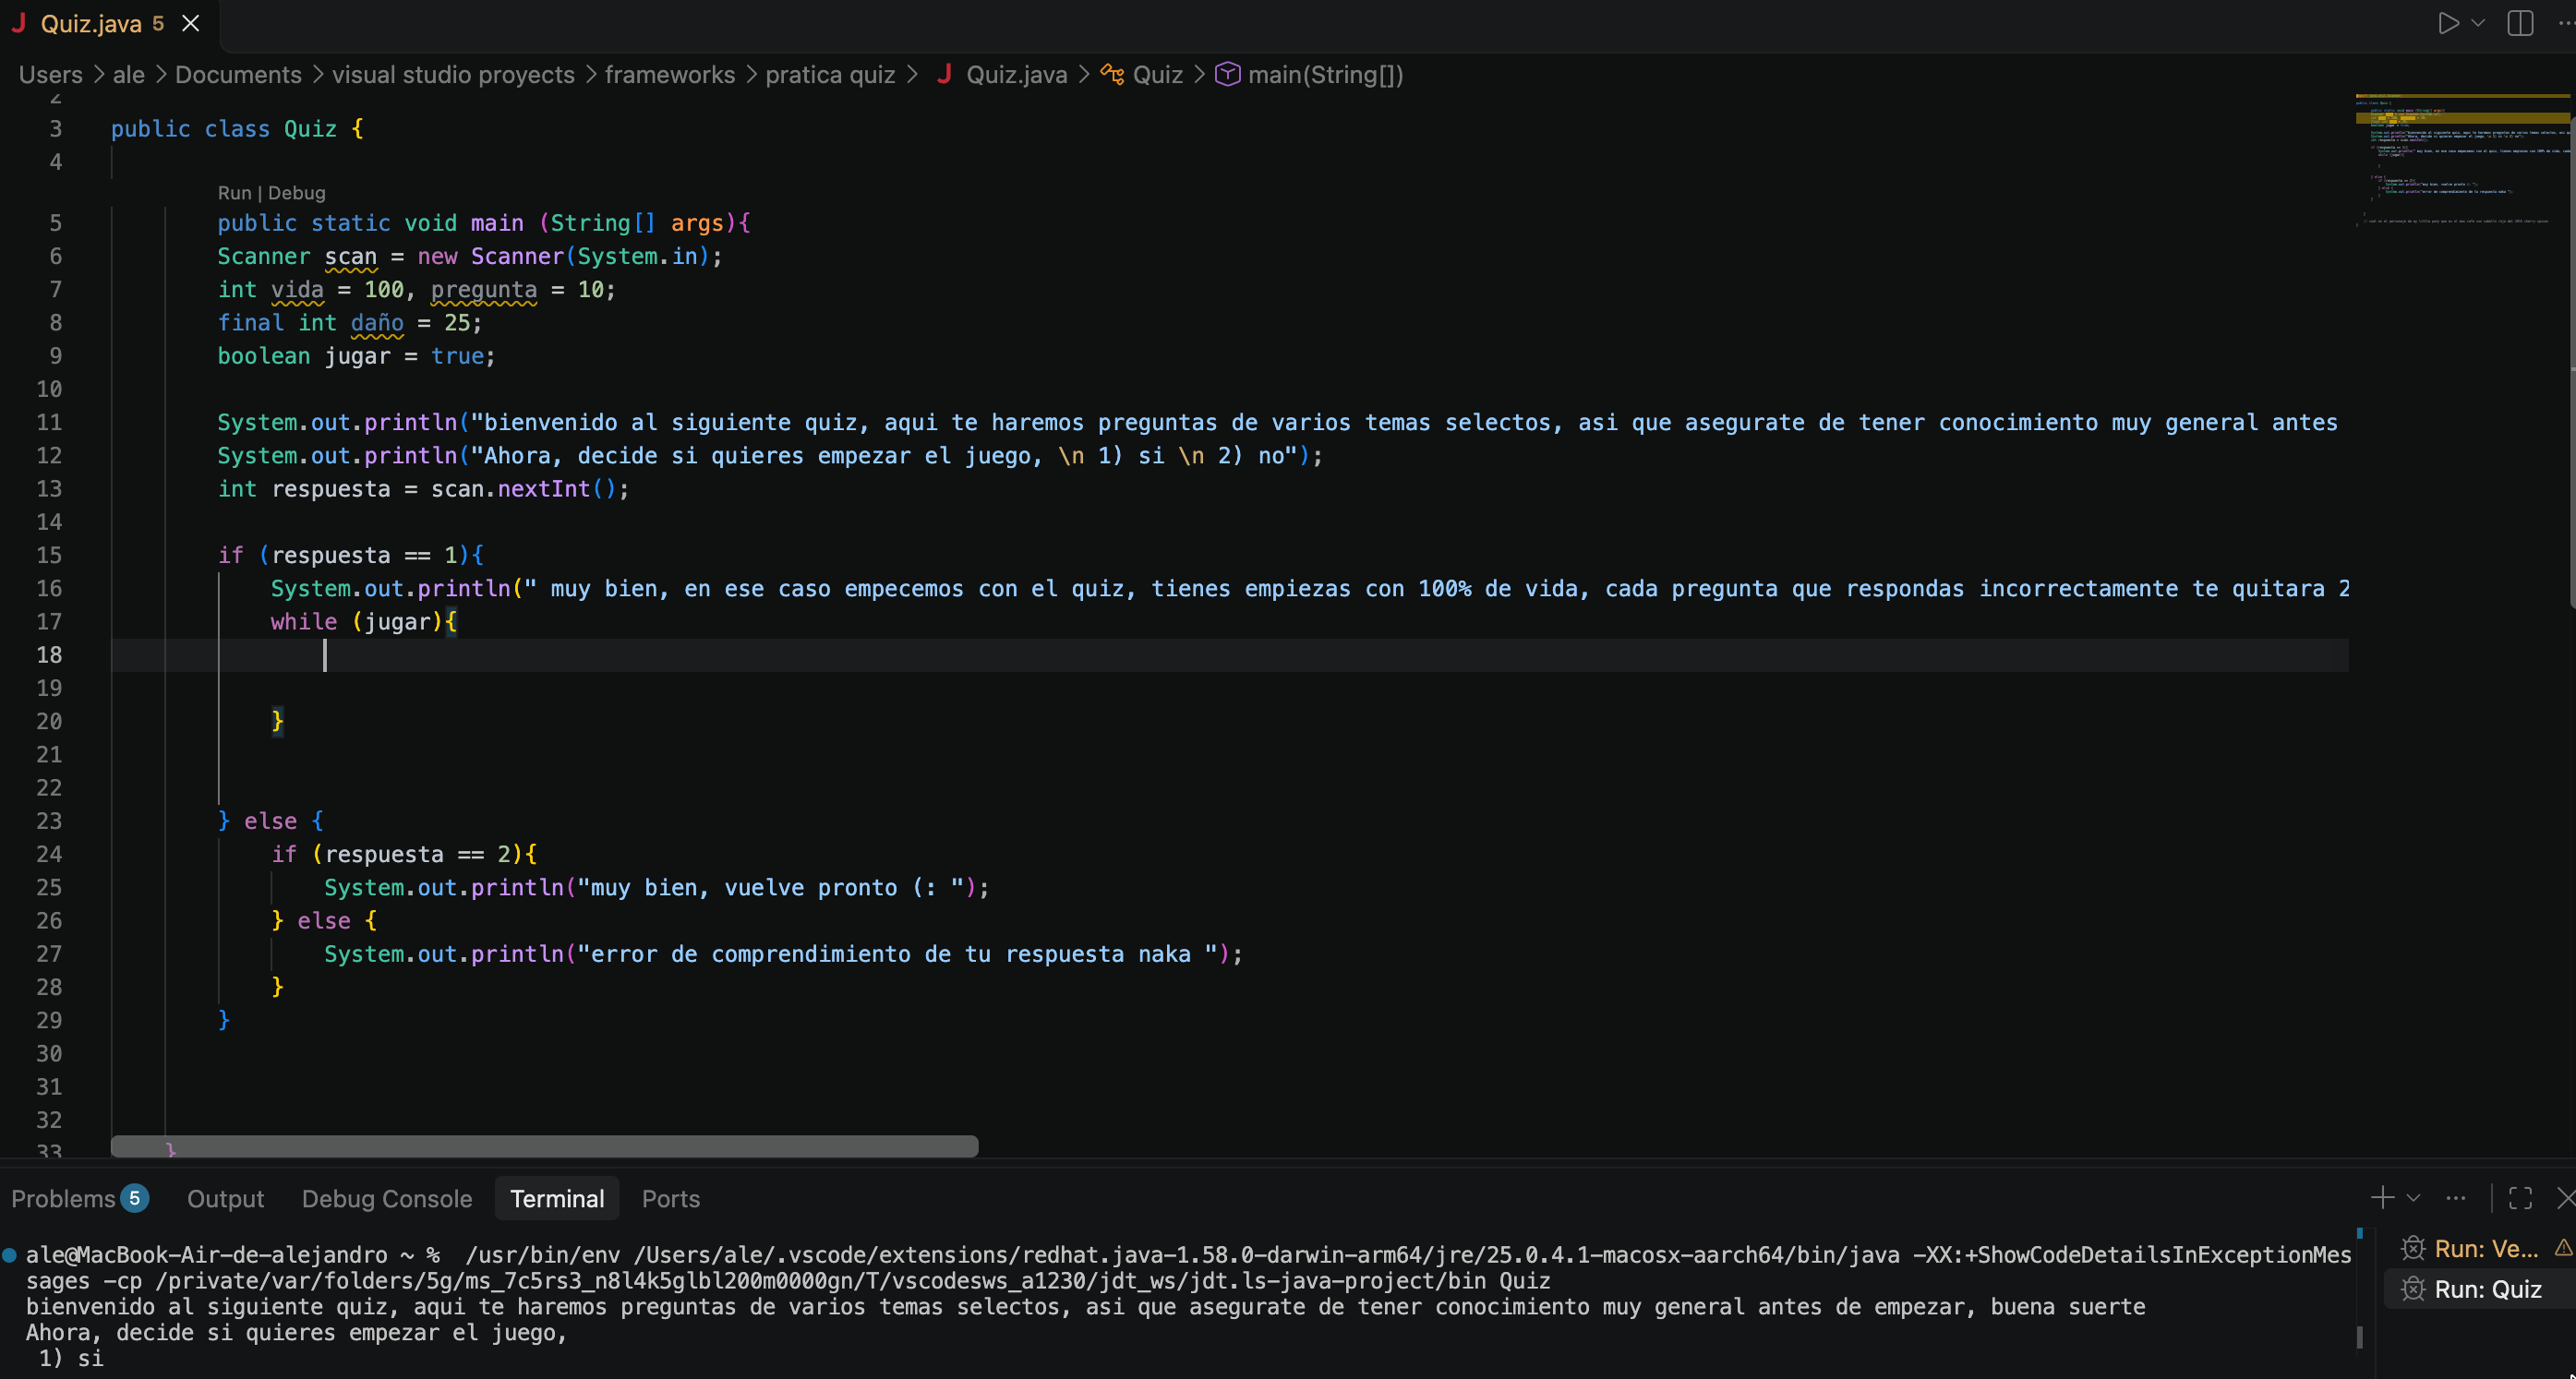 Quiz.java 5
Users > ale > Documents > visual studio proyects > frameworks > pratica quiz > Quiz.java > Quiz > main(String[])
2
3 public class Quiz {
4
Run | Debug
5 public static void main (String[] args){
6 Scanner scan = new Scanner(System.in);
7 int vida = 100, pregunta = 10;
8 final int daño = 25;
9 boolean jugar = true;
10
11 System.out.println("bienvenido al siguiente quiz, aqui te haremos preguntas de varios temas selectos, asi que asegurate de tener conocimiento muy general antes
12 System.out.println("Ahora, decide si quieres empezar el juego, \n 1) si \n 2) no");
13 int respuesta = scan.nextInt();
14
15 if (respuesta == 1){
16 System.out.println(" muy bien, en ese caso empecemos con el quiz, tienes empiezas con 100% de vida, cada pregunta que respondas incorrectamente te quitara 2
17 while (jugar){
18
19
20 }
21
22
23 } else {
24 if (respuesta == 2){
25 System.out.println("muy bien, vuelve pronto (: ");
26 } else {
27 System.out.println("error de comprendimiento de tu respuesta naka ");
28 }
29 }
30
31
32
33 }
Problems 5 Output Debug Console Terminal Ports
ale@MacBook-Air-de-alejandro ~ % /usr/bin/env /Users/ale/.vscode/extensions/redhat.java-1.58.0-darwin-arm64/jre/25.0.4.1-macosx-aarch64/bin/java -XX:+ShowCodeDetailsInExceptionMes
sages -cp /private/var/folders/5g/ms_7c5rs3_n8l4k5glbl200m0000gn/T/vscodesws_a1230/jdt_ws/jdt.ls-java-project/bin Quiz
bienvenido al siguiente quiz, aqui te haremos preguntas de varios temas selectos, asi que asegurate de tener conocimiento muy general antes de empezar, buena suerte
Ahora, decide si quieres empezar el juego,
1) si
Run: Ve...
Run: Quiz